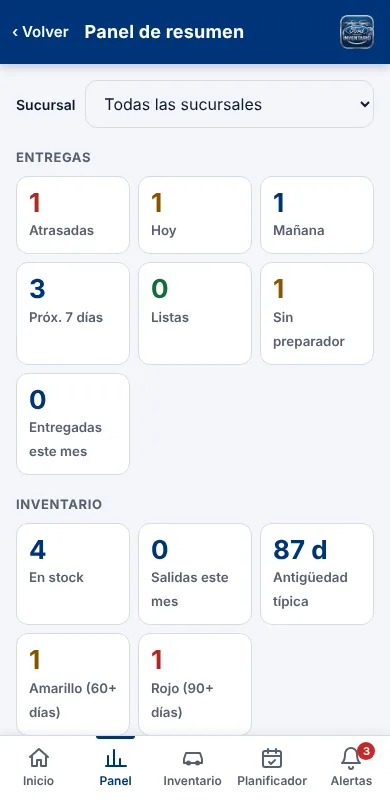 ‹ Volver Panel de resumen
Sucursal Todas las sucursales
ENTREGAS
1 1 1
Atrasadas Hoy Mañana
3 0 1
Próx. 7 días Listas Sin
preparador
0
Entregadas
este mes
INVENTARIO
4 0 87 d
En stock Salidas este Antigüedad
mes típica
1 1
Amarillo (60+ Rojo (90+
días) días)
3
Inicio Panel Inventario Planificador Alertas